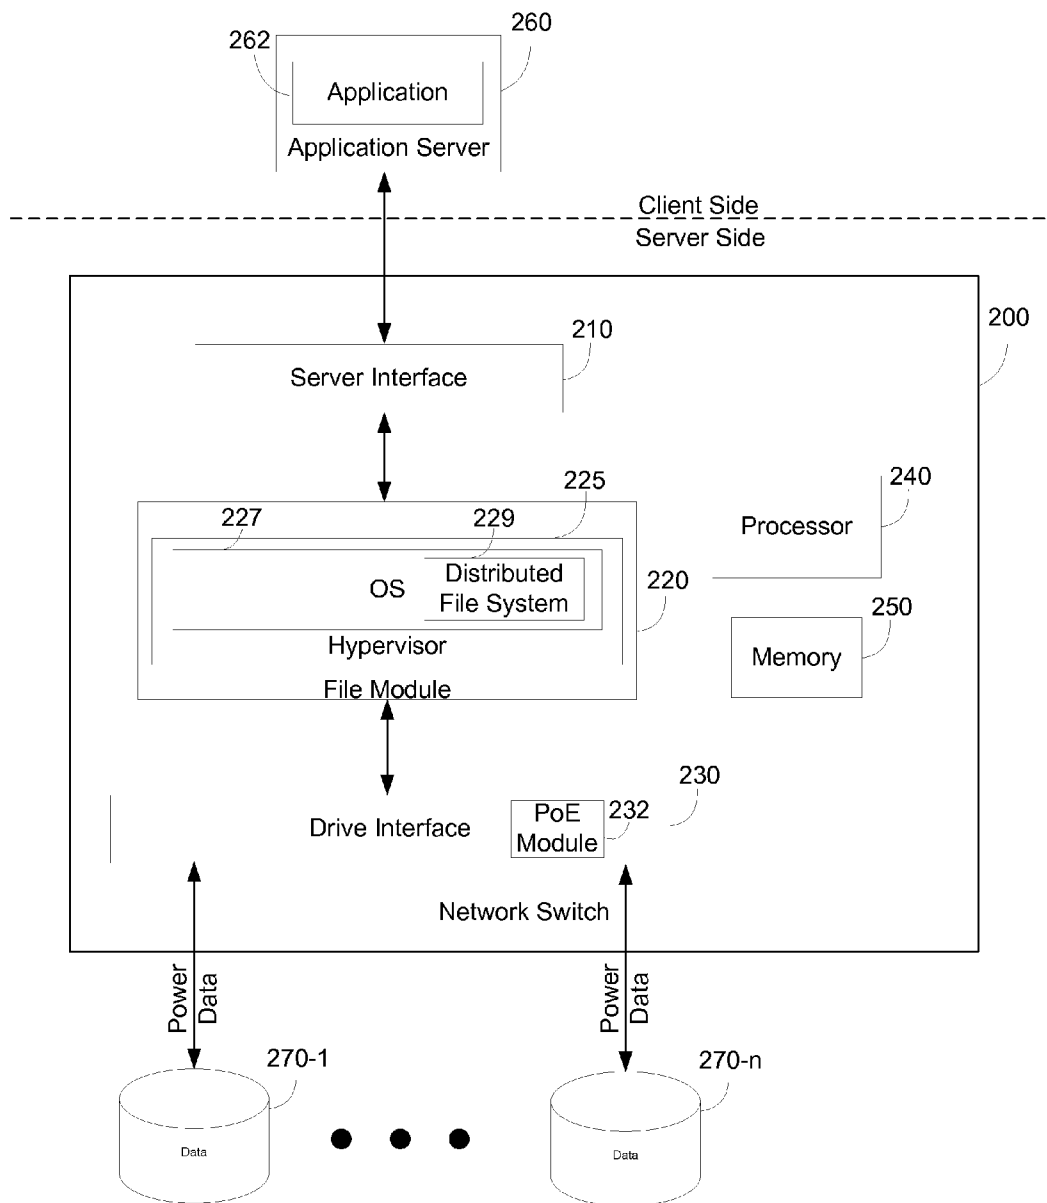 260
262
Application
Application Server
Client Side
Server Side
200
210
Server Interface
225
240
227
229
Processor
Distributed
File System
OS
220
250
Hypervisor
Memory
File Module
230
PoE
Module
232
Drive Interface
Network Switch
Power
Data
Power
Data
270-1
270-n
Data
Data